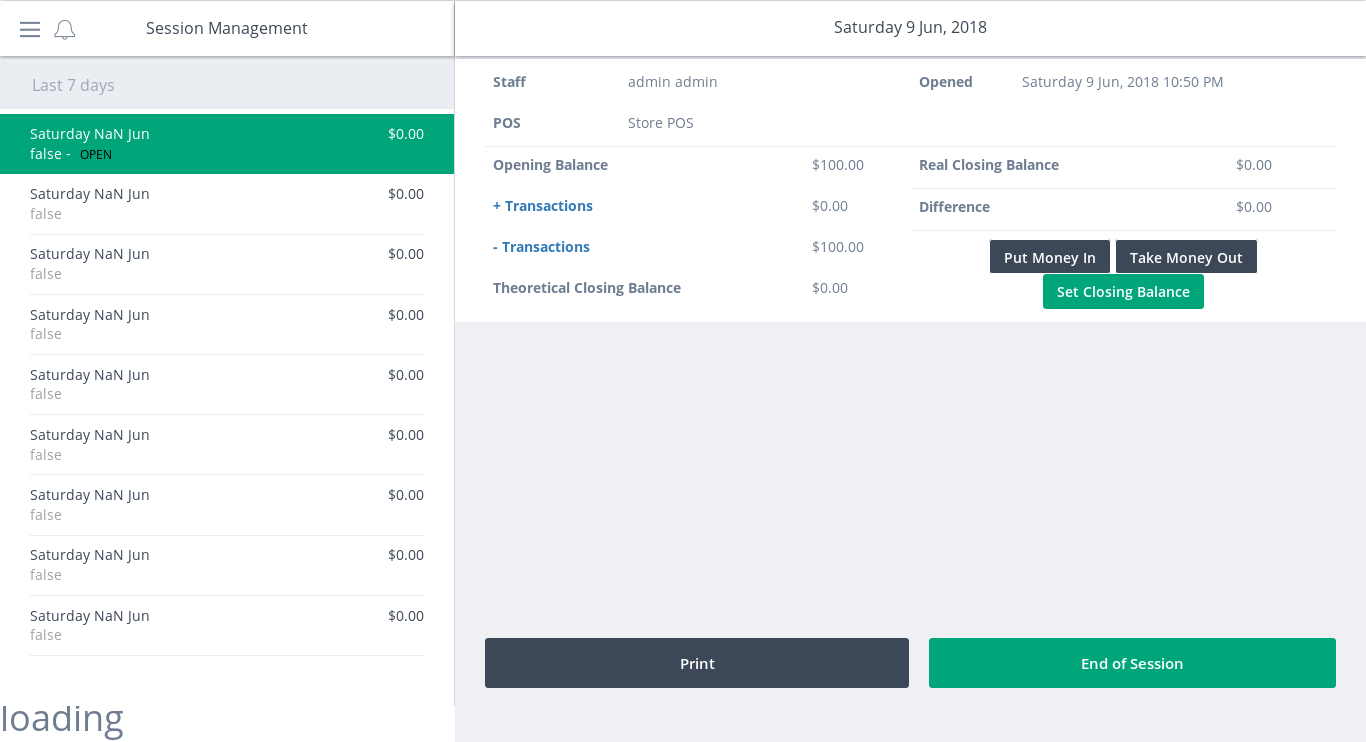 Session Management
Last 7 days
Saturday NaN Jun $0.00
false - OPEN
Saturday NaN Jun $0.00
false
Saturday NaN Jun $0.00
false
Saturday NaN Jun $0.00
false
Saturday NaN Jun $0.00
false
Saturday NaN Jun $0.00
false
Saturday NaN Jun $0.00
false
Saturday NaN Jun $0.00
false
Saturday NaN Jun $0.00
false
loading
Saturday 9 Jun, 2018
Staff admin admin Opened Saturday 9 Jun, 2018 10:50 PM
POS Store POS
Opening Balance $100.00
+ Transactions $0.00
- Transactions $100.00
Theoretical Closing Balance $0.00
Real Closing Balance $0.00
Difference $0.00
Put Money In Take Money Out
Set Closing Balance
Print End of Session